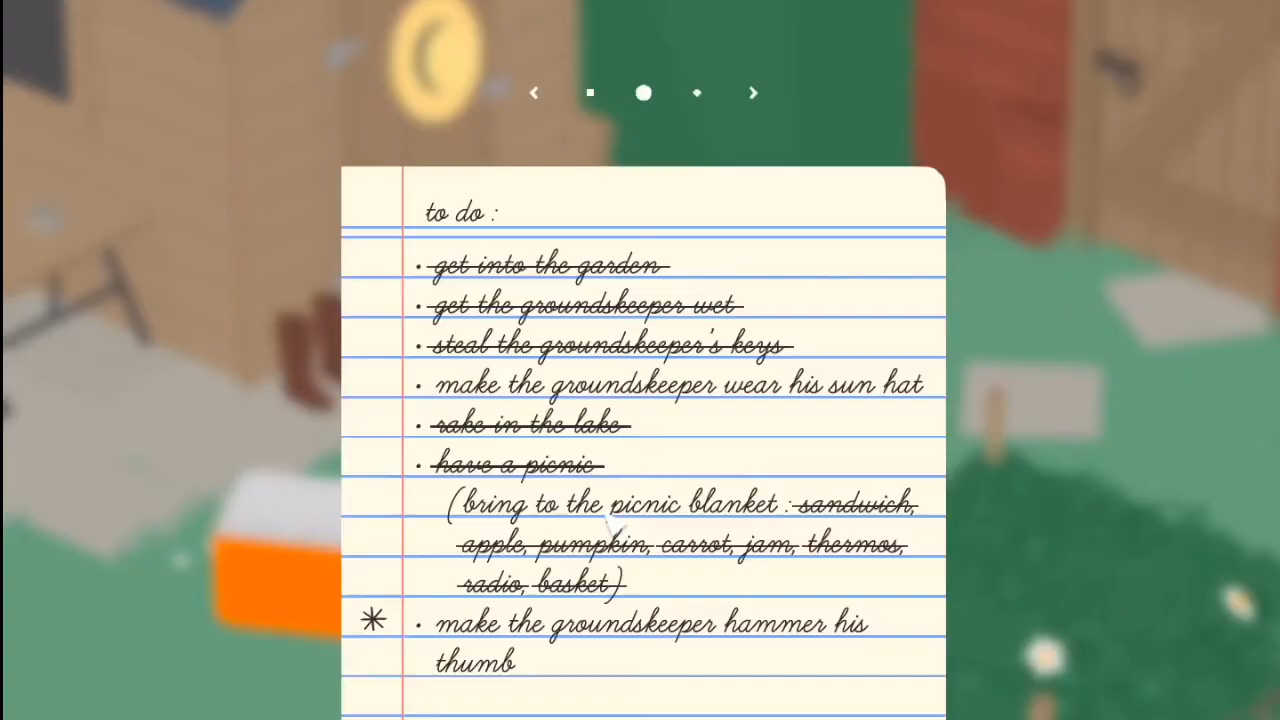 to do :
• get into the garden
• get the groundskeeper wet
• steal the groundskeeper's keys
• make the groundskeeper wear his sun hat
• rake in the lake
• have a picnic
(bring to the picnic blanket : sandwich,
apple, pumpkin, carrot, jam, thermos,
radio, basket)
• make the groundskeeper hammer his
thumb